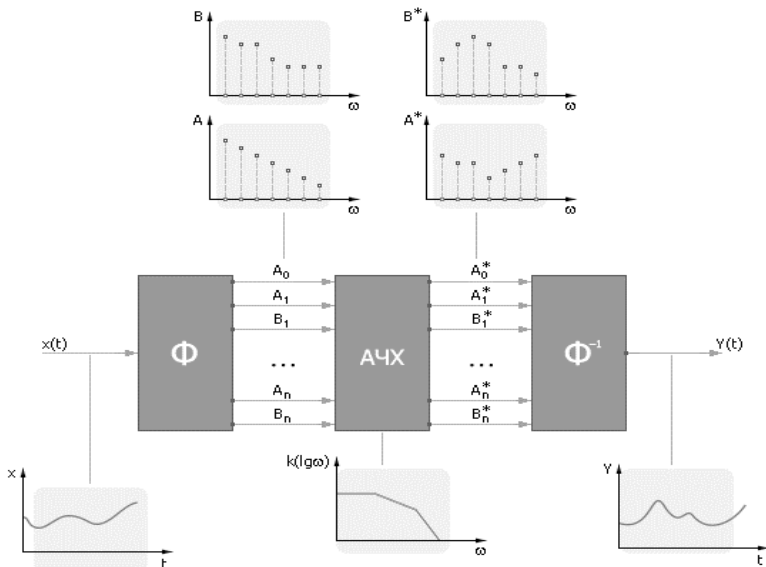 B
ω
B*
ω
A
ω
A*
ω
x(t)
Ф
A₀
A₁
B₁
...
Aₙ
Bₙ
АЧХ
A₀*
A₁*
B₁*
...
Aₙ*
Bₙ*
Ф⁻¹
Y(t)
x
t
k(lgω)
ω
Y
t